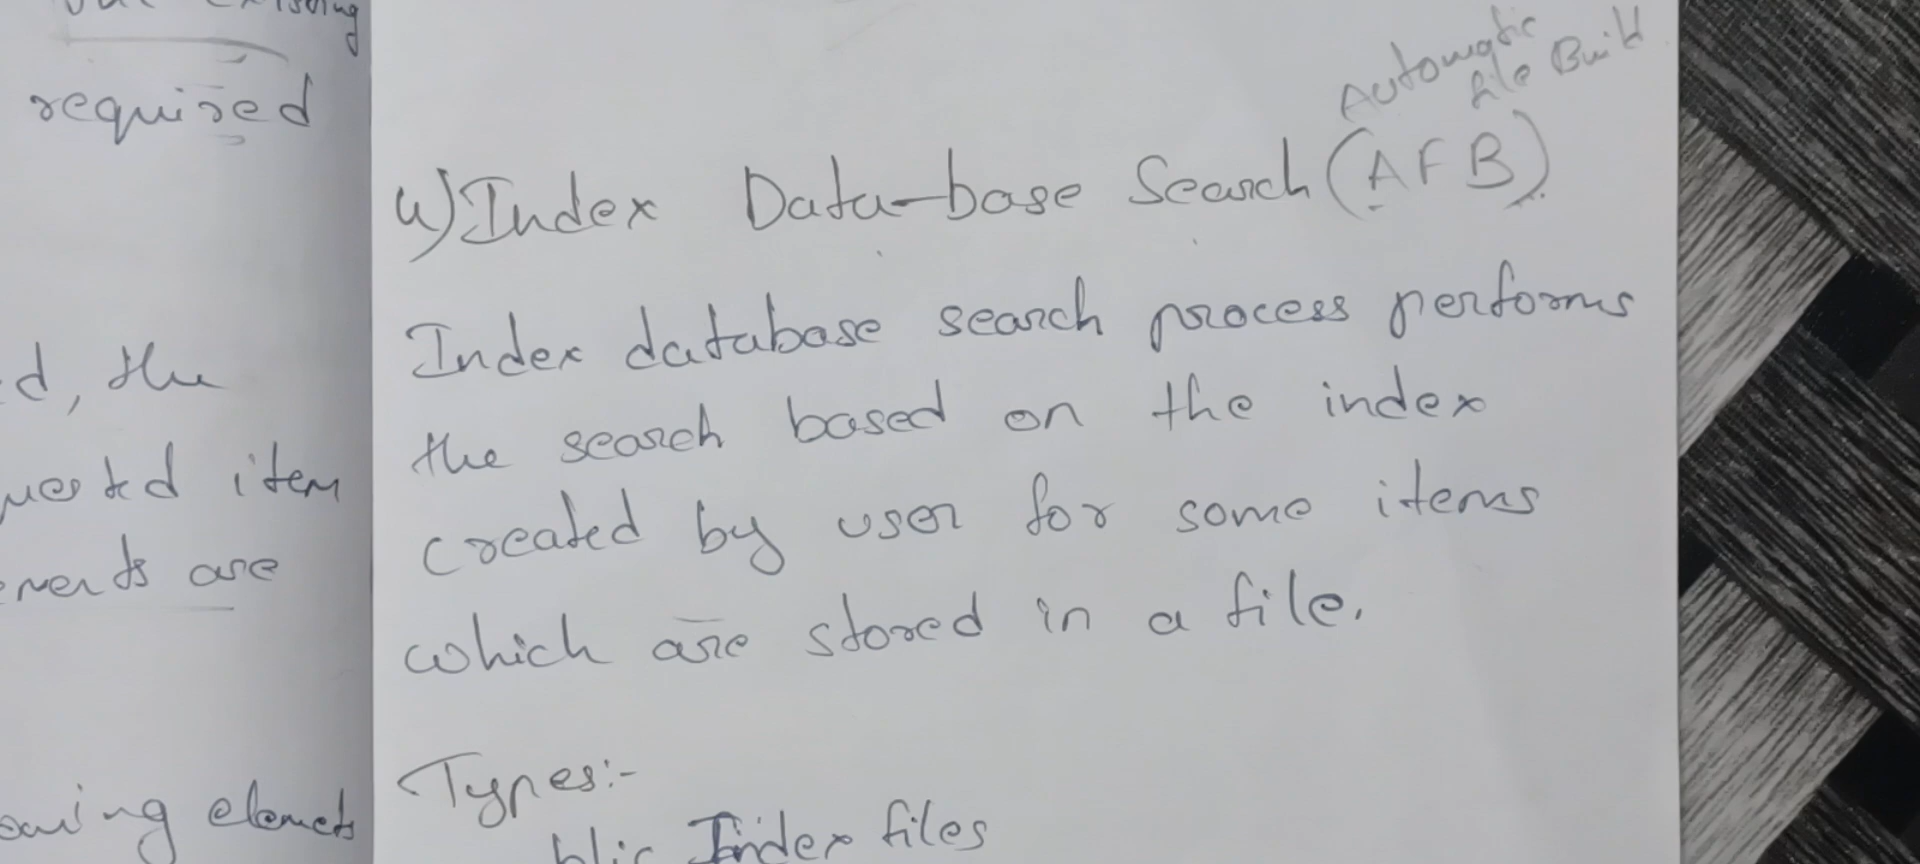 existing
required
d, the
item
are
elements
Automatic
file Build
4) Index Data-base Search (AFB)
Index database search process performs
the search based on the index
created by user for some items
which are stored in a file.
Types:-
Index files